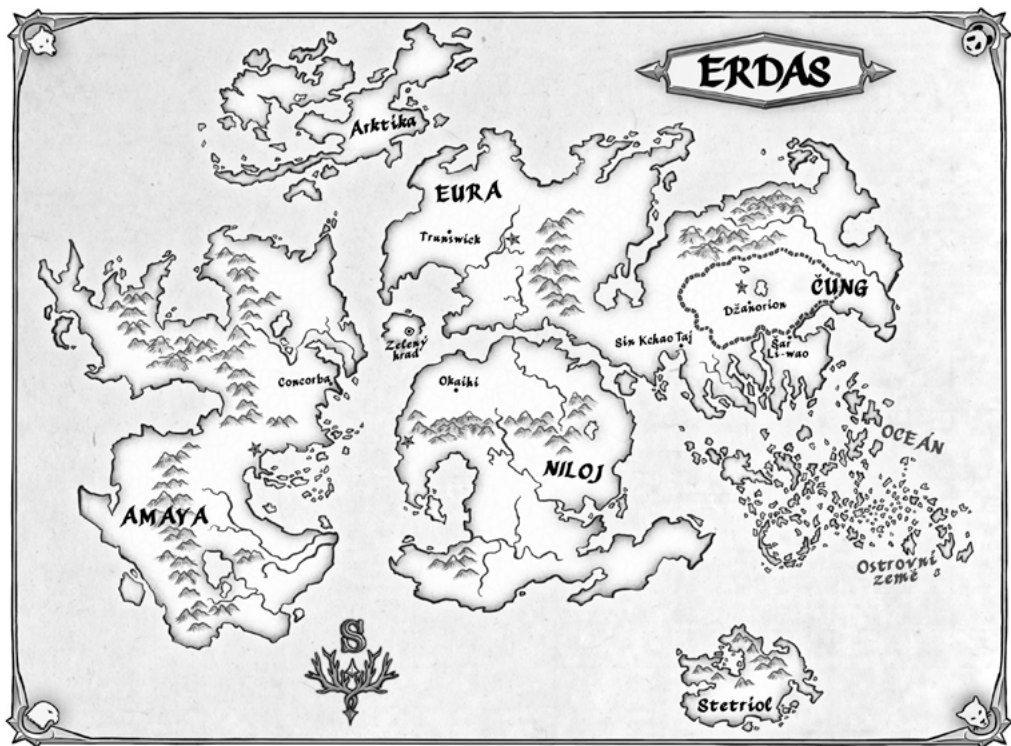 ERDAS
Arktika
EURA
Trunswick
ČUNG
Džanorion
Zelený
hrad
Sin Kchao Taj
Šar
Li-wao
Concorba
Okaihi
OCEÁN
NILOJ
AMAYA
Ostrovní
země
S
Stetriol